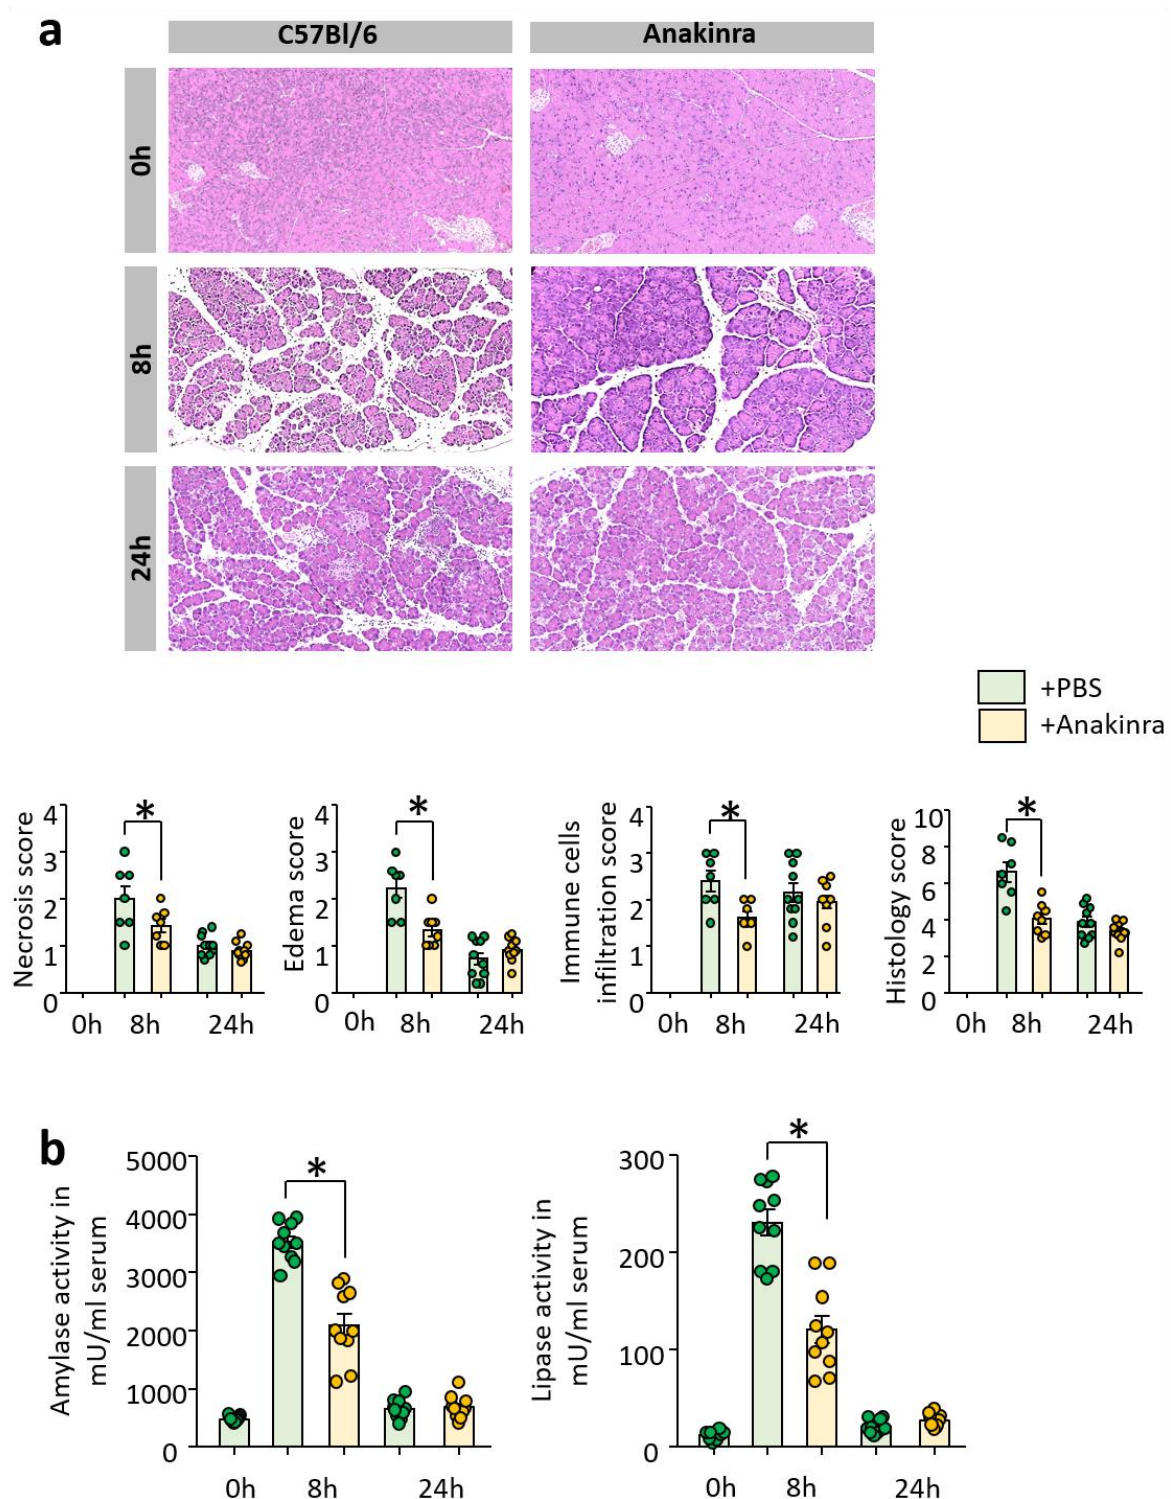 a
C57Bl/6
Anakinra
0h
8h
24h
+PBS
+Anakinra
Necrosis score
4
3
2
1
0
0h 8h 24h
*
Edema score
4
3
2
1
0
0h 8h 24h
*
Immune cells
infiltration score
4
3
2
1
0
0h 8h 24h
*
Histology score
10
8
6
4
2
0
0h 8h 24h
*
b
Amylase activity in
mU/ml serum
5000
4000
3000
2000
1000
0
0h 8h 24h
*
Lipase activity in
mU/ml serum
300
200
100
0
0h 8h 24h
*